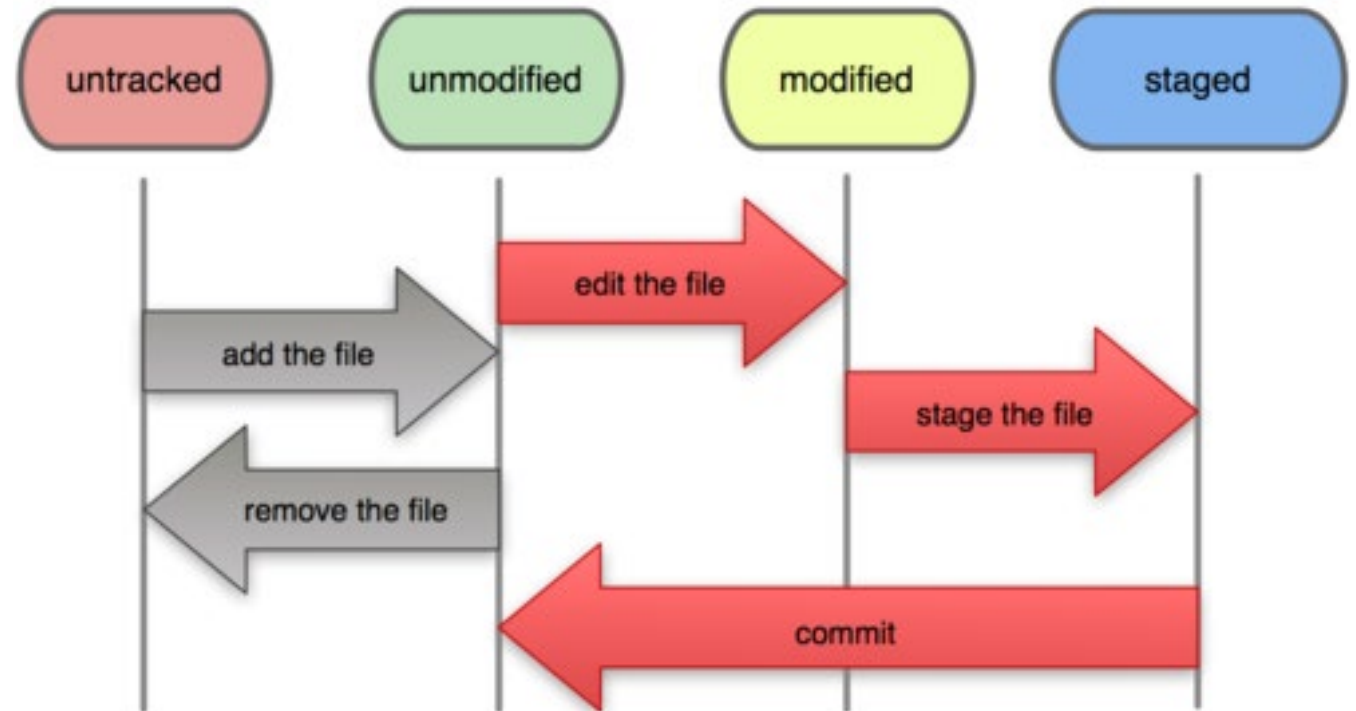 untracked
unmodified
modified
staged
edit the file
add the file
stage the file
remove the file
commit